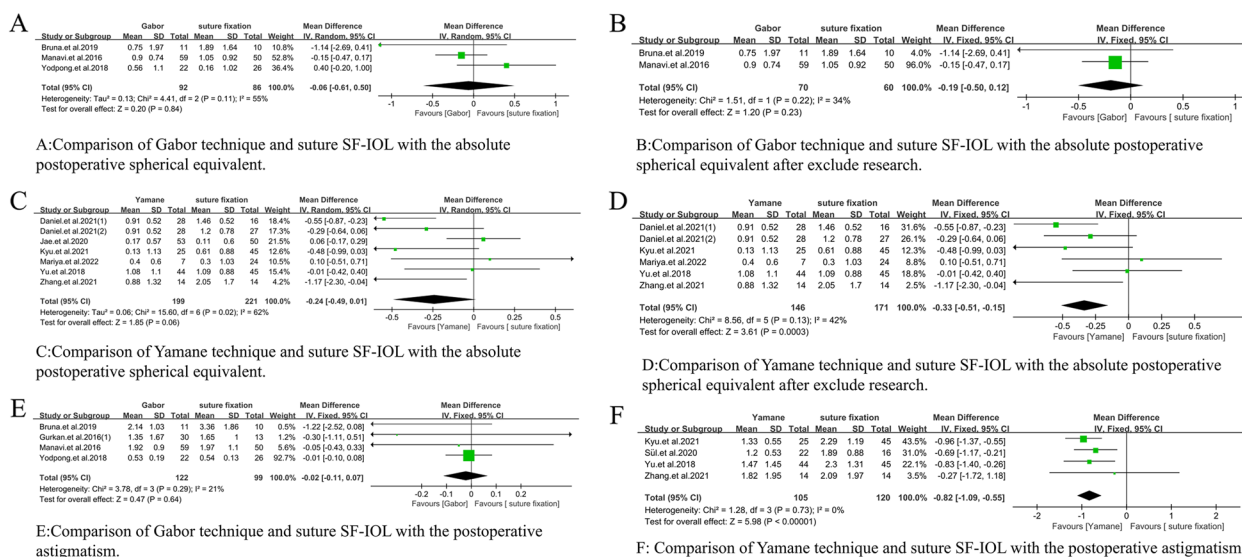 A
Gabor suture fixation Mean Difference Mean Difference
Study or Subgroup Mean SD Total Mean SD Total Weight IV. Random. 95% CI IV. Random. 95% CI
Bruna.et al.2019 0.75 1.97 11 1.89 1.64 10 10.8% -1.14 [-2.69, 0.41]
Manavi.et al.2016 0.9 0.74 59 1.05 0.92 50 52.8% -0.15 [-0.47, 0.17]
Yodpong.et al.2018 0.56 1.1 22 0.16 1.02 26 36.4% 0.40 [-0.20, 1.00]
Total (95% CI) 92 86 100.0% -0.06 [-0.61, 0.50]
Heterogeneity: Tau² = 0.13; Chi² = 4.41, df = 2 (P = 0.11); I² = 55%
Test for overall effect: Z = 0.20 (P = 0.84)
-1 -0.5 0 0.5 1
Favours [Gabor] Favours [suture fixation]
A:Comparison of Gabor technique and suture SF-IOL with the absolute
postoperative spherical equivalent.
B
Gabor suture fixation Mean Difference Mean Difference
Study or Subgroup Mean SD Total Mean SD Total Weight IV. Fixed. 95% CI IV. Fixed. 95% CI
Bruna.et al.2019 0.75 1.97 11 1.89 1.64 10 4.0% -1.14 [-2.69, 0.41]
Manavi.et al.2016 0.9 0.74 59 1.05 0.92 50 96.0% -0.15 [-0.47, 0.17]
Total (95% CI) 70 60 100.0% -0.19 [-0.50, 0.12]
Heterogeneity: Chi² = 1.51, df = 1 (P = 0.22); I² = 34%
Test for overall effect: Z = 1.20 (P = 0.23)
-1 -0.5 0 0.5 1
Favours [Gabor] Favours [suture fixation]
B:Comparison of Gabor technique and suture SF-IOL with the absolute postoperative
spherical equivalent after exclude research.
C
Yamane suture fixation Mean Difference Mean Difference
Study or Subgroup Mean SD Total Mean SD Total Weight IV. Random. 95% CI IV. Random. 95% CI
Daniel.et al.2021(1) 0.91 0.52 28 1.46 0.52 16 18.4% -0.55 [-0.87, -0.23]
Daniel.et al.2021(2) 0.91 0.52 28 1.2 0.78 27 17.3% -0.29 [-0.64, 0.06]
Jae.et al.2020 0.17 0.57 53 0.11 0.6 50 21.5% 0.06 [-0.17, 0.29]
Kyu.et al.2021 0.13 1.13 25 0.61 0.88 45 12.2% -0.48 [-0.99, 0.03]
Mariya.et al.2022 0.4 0.6 7 0.3 1.03 24 10.9% 0.10 [-0.51, 0.71]
Yu.et al.2018 1.08 1.1 44 1.09 0.88 45 15.5% -0.01 [-0.42, 0.40]
Zhang.et al.2021 0.88 1.32 14 2.05 1.7 14 4.2% -1.17 [-2.30, -0.04]
Total (95% CI) 199 221 100.0% -0.24 [-0.49, 0.01]
Heterogeneity: Tau² = 0.06; Chi² = 15.60, df = 6 (P = 0.02); I² = 62%
Test for overall effect: Z = 1.85 (P = 0.06)
-0.5 -0.25 0 0.25 0.5
Favours [Yamane] Favours [ suture fixation]
C:Comparison of Yamane technique and suture SF-IOL with the absolute
postoperative spherical equivalent.
D
Yamane suture fixation Mean Difference Mean Difference
Study or Subgroup Mean SD Total Mean SD Total Weight IV. Fixed. 95% CI IV. Fixed. 95% CI
Daniel.et al.2021(1) 0.91 0.52 28 1.46 0.52 16 31.6% -0.55 [-0.87, -0.23]
Daniel.et al.2021(2) 0.91 0.52 28 1.2 0.78 27 26.1% -0.29 [-0.64, 0.06]
Kyu.et al.2021 0.13 1.13 25 0.61 0.88 45 12.3% -0.48 [-0.99, 0.03]
Mariya.et al.2022 0.4 0.6 7 0.3 1.03 24 8.7% 0.10 [-0.51, 0.71]
Yu.et al.2018 1.08 1.1 44 1.09 0.88 45 18.8% -0.01 [-0.42, 0.40]
Zhang.et al.2021 0.88 1.32 14 2.05 1.7 14 2.5% -1.17 [-2.30, -0.04]
Total (95% CI) 146 171 100.0% -0.33 [-0.51, -0.15]
Heterogeneity: Chi² = 8.56, df = 5 (P = 0.13); I² = 42%
Test for overall effect: Z = 3.61 (P = 0.0003)
-0.5 -0.25 0 0.25 0.5
Favours [Yamane] Favours [ suture fixation]
D:Comparison of Yamane technique and suture SF-IOL with the absolute postoperative
spherical equivalent after exclude research.
E
Gabor suture fixation Mean Difference Mean Difference
Study or Subgroup Mean SD Total Mean SD Total Weight IV. Fixed. 95% CI IV. Fixed. 95% CI
Bruna.et al.2019 2.14 1.03 11 3.36 1.86 10 0.5% -1.22 [-2.52, 0.08]
Gurkan.et al.2016(1) 1.35 1.67 30 1.65 1 13 1.2% -0.30 [-1.11, 0.51]
Manavi.et al.2016 1.92 0.9 59 1.97 1.1 50 5.6% -0.05 [-0.43, 0.33]
Yodpong.et al.2018 0.53 0.19 22 0.54 0.13 26 92.7% -0.01 [-0.10, 0.08]
Total (95% CI) 122 99 100.0% -0.02 [-0.11, 0.07]
Heterogeneity: Chi² = 3.78, df = 3 (P = 0.29); I² = 21%
Test for overall effect: Z = 0.47 (P = 0.64)
-0.2 -0.1 0 0.1 0.2
Favours [Gabor] Favours [ suture fixation]
E:Comparison of Gabor technique and suture SF-IOL with the postoperative
astigmatism.
F
Yamane suture fixation Mean Difference Mean Difference
Study or Subgroup Mean SD Total Mean SD Total Weight IV. Fixed. 95% CI IV. Fixed. 95% CI
Kyu.et al.2021 1.33 0.55 25 2.29 1.19 45 43.5% -0.96 [-1.37, -0.55]
Sül.et al.2020 1.2 0.53 22 1.89 0.88 16 31.4% -0.69 [-1.17, -0.21]
Yu.et al.2018 1.47 1.45 44 2.3 1.31 45 21.7% -0.83 [-1.40, -0.26]
Zhang.et al.2021 1.82 1.95 14 2.09 1.97 14 3.5% -0.27 [-1.72, 1.18]
Total (95% CI) 105 120 100.0% -0.82 [-1.09, -0.55]
Heterogeneity: Chi² = 1.28, df = 3 (P = 0.73); I² = 0%
Test for overall effect: Z = 5.98 (P < 0.00001)
-2 -1 0 1 2
Favours [Yamane] Favours [ suture fixation]
F: Comparison of Yamane technique and suture SF-IOL with the postoperative astigmatism